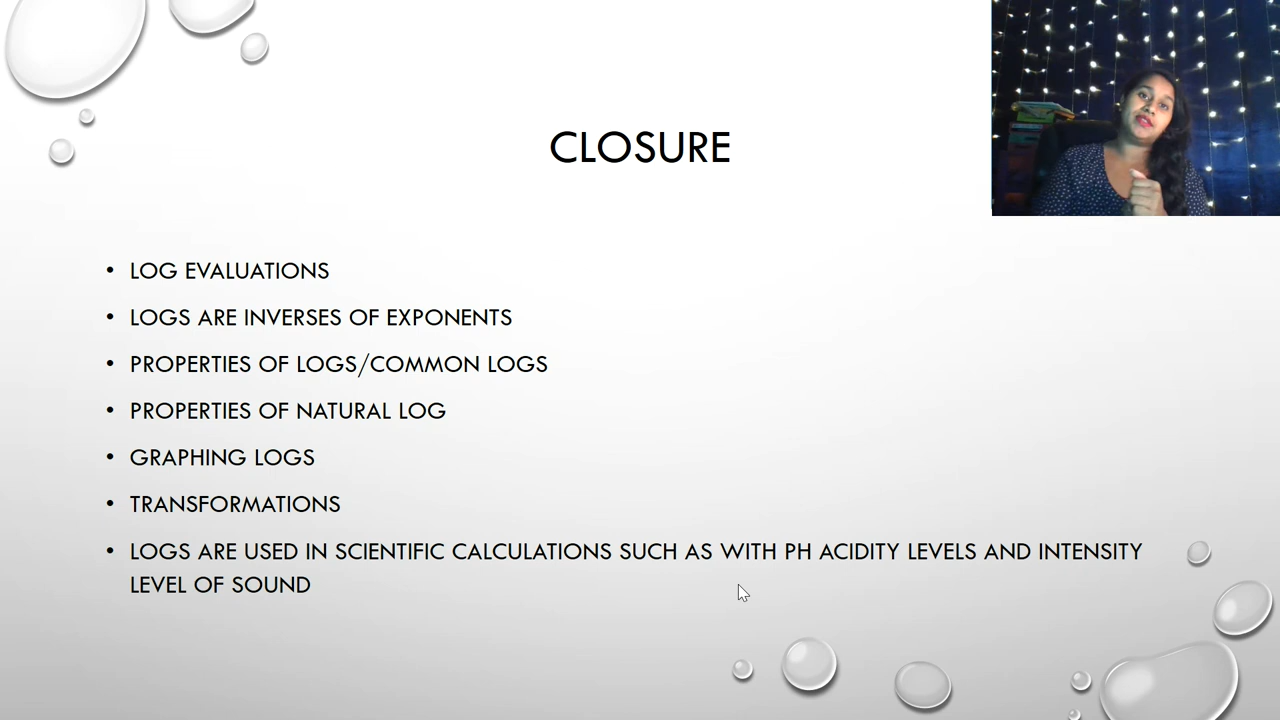 CLOSURE
• LOG EVALUATIONS
• LOGS ARE INVERSES OF EXPONENTS
• PROPERTIES OF LOGS/COMMON LOGS
• PROPERTIES OF NATURAL LOG
• GRAPHING LOGS
• TRANSFORMATIONS
• LOGS ARE USED IN SCIENTIFIC CALCULATIONS SUCH AS WITH PH ACIDITY LEVELS AND INTENSITY
LEVEL OF SOUND